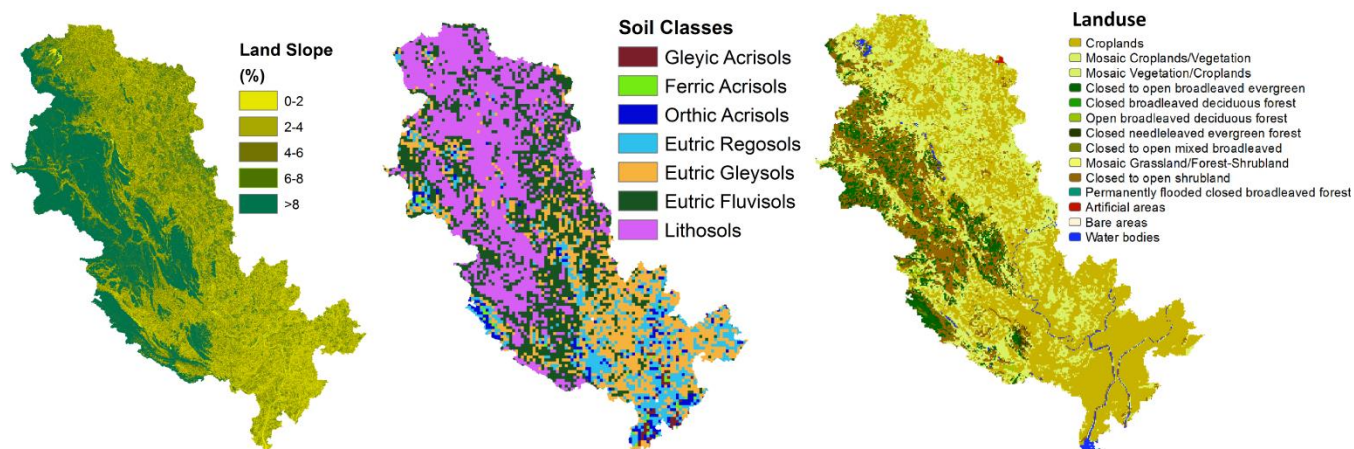 Land Slope
(%)
0-2
2-4
4-6
6-8
>8
Soil Classes
Gleyic Acrisols
Ferric Acrisols
Orthic Acrisols
Eutric Regosols
Eutric Gleysols
Eutric Fluvisols
Lithosols
Landuse
Croplands
Mosaic Croplands/Vegetation
Mosaic Vegetation/Croplands
Closed to open broadleaved evergreen
Closed broadleaved deciduous forest
Open broadleaved deciduous forest
Closed needleleaved evergreen forest
Closed to open mixed broadleaved
Mosaic Grassland/Forest-Shrubland
Closed to open shrubland
Permanently flooded closed broadleaved forest
Artificial areas
Bare areas
Water bodies